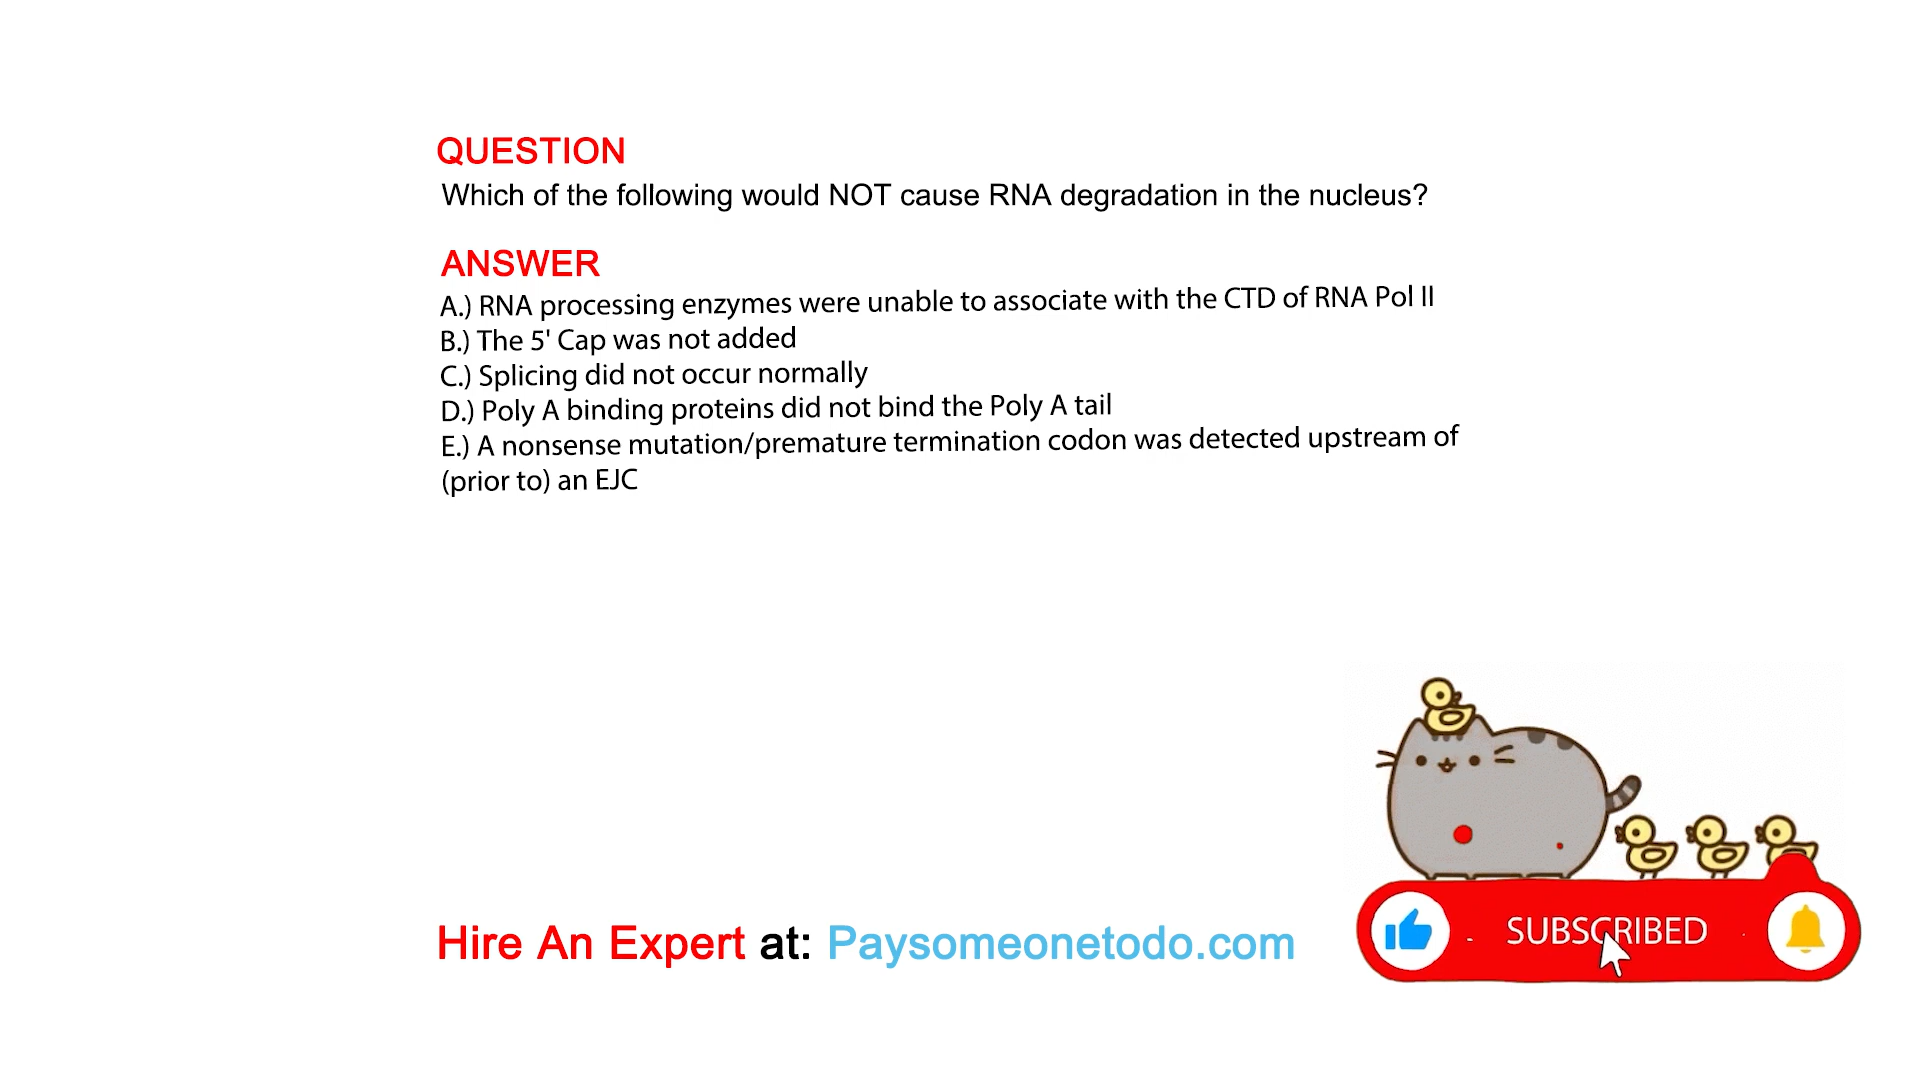 QUESTION
Which of the following would NOT cause RNA degradation in the nucleus?
ANSWER
A.) RNA processing enzymes were unable to associate with the CTD of RNA Pol II
B.) The 5' Cap was not added
C.) Splicing did not occur normally
D.) Poly A binding proteins did not bind the Poly A tail
E.) A nonsense mutation/premature termination codon was detected upstream of
(prior to) an EJC
Hire An Expert at: Paysomeonetodo.com
SUBSCRIBED